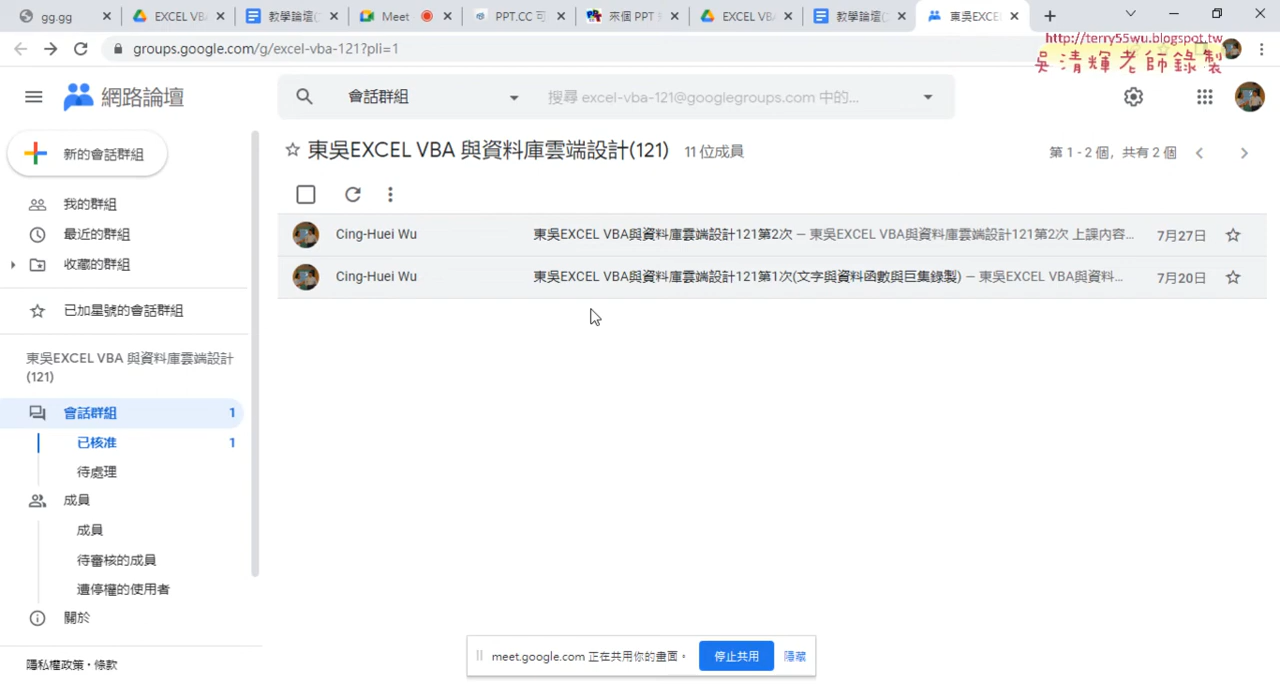 gg.gg
EXCEL VB
教學論壇(
Meet
PPT.CC 可
來個 PPT
EXCEL VB
教學論壇(
東吳EXCE
groups.google.com/g/excel-vba-121?pli=1
http://terry55wu.blogspot.tw
吳清輝老師錄製
網路論壇
會話群組
搜尋 excel-vba-121@googlegroups.com 中的...
新的會話群組
東吳EXCEL VBA 與資料庫雲端設計(121)
11 位成員
第 1 - 2 個，共有 2 個
我的群組
最近的群組
收藏的群組
已加星號的會話群組
東吳EXCEL VBA 與資料庫雲端設計
(121)
會話群組 1
已核准 1
待處理
成員
成員
待審核的成員
遭停權的使用者
關於
隱私權政策・條款
Cing-Huei Wu 東吳EXCEL VBA與資料庫雲端設計121第2次 – 東吳EXCEL VBA與資料庫雲端設計121第2次 上課內容... 7月27日
Cing-Huei Wu 東吳EXCEL VBA與資料庫雲端設計121第1次(文字與資料函數與巨集錄製) – 東吳EXCEL VBA與資料... 7月20日
meet.google.com 正在共用你的畫面。 停止共用 隱藏